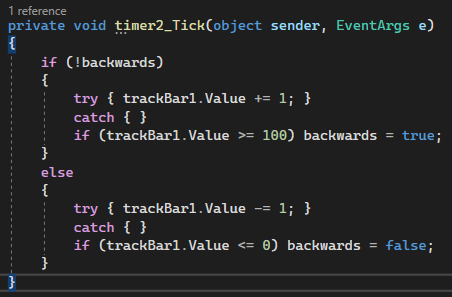 1 reference
private void timer2_Tick(object sender, EventArgs e)
{
    if (!backwards)
    {
        try { trackBar1.Value += 1; }
        catch { }
        if (trackBar1.Value >= 100) backwards = true;
    }
    else
    {
        try { trackBar1.Value -= 1; }
        catch { }
        if (trackBar1.Value <= 0) backwards = false;
    }
}